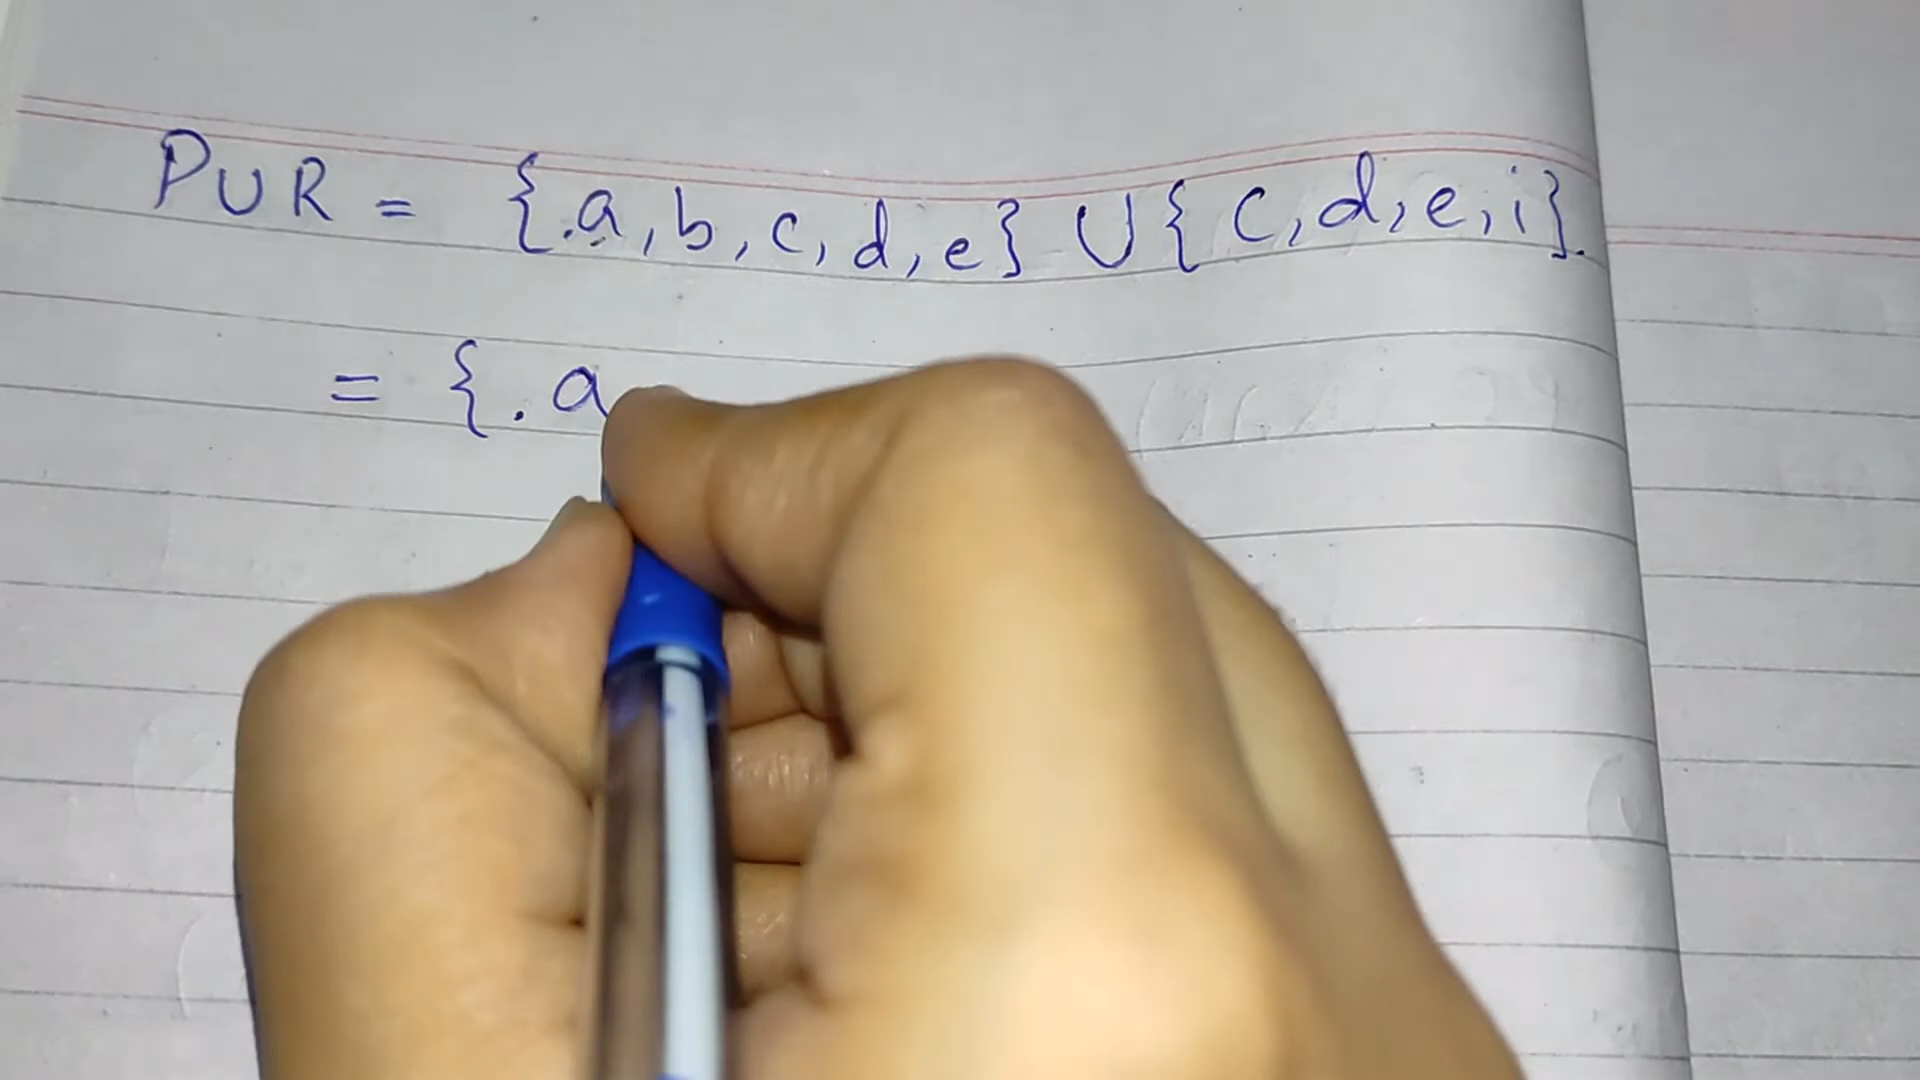 PUR = {.a, b, c, d, e} U { c, d, e, i}.
= {. a